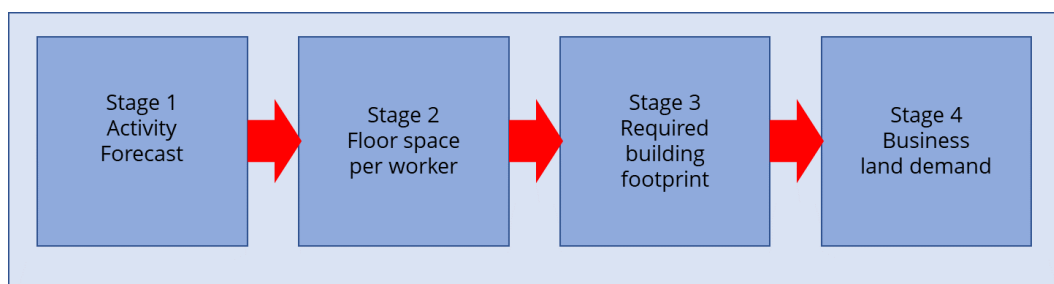 Stage 1
Activity
Forecast
Stage 2
Floor space
per worker
Stage 3
Required
building
footprint
Stage 4
Business
land demand